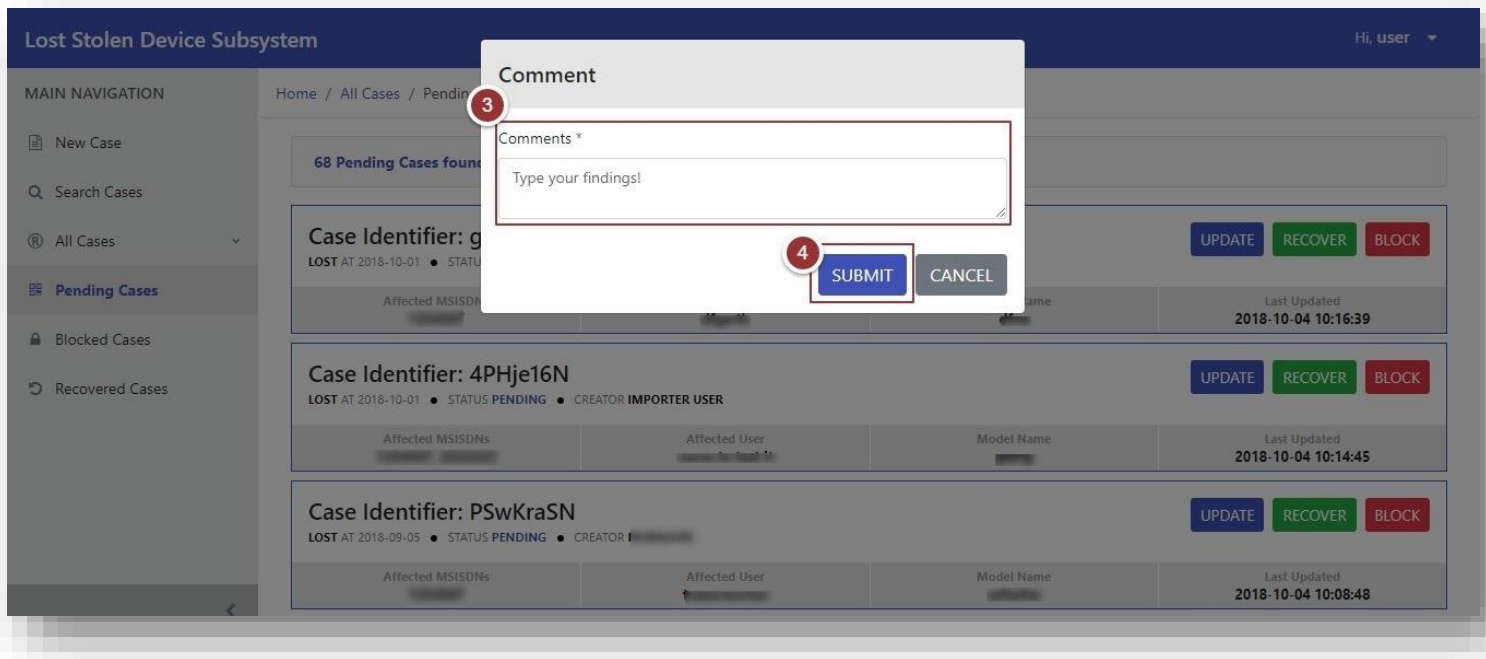 Lost Stolen Device Subsystem
Hi, user
MAIN NAVIGATION
New Case
Search Cases
® All Cases
Pending Cases
Blocked Cases
Recovered Cases
Home / All Cases / Pendin
68 Pending Cases found
Comment
3
Comments *
Type your findings!
4
SUBMIT CANCEL
Case Identifier: g
UPDATE RECOVER BLOCK
LOST AT 2018-10-01 ● STATU
Affected MSISDN ame Last Updated
2018-10-04 10:16:39
Case Identifier: 4PHje16N
UPDATE RECOVER BLOCK
LOST AT 2018-10-01 ● STATUS PENDING ● CREATOR IMPORTER USER
Affected MSISDNs Affected User Model Name Last Updated
2018-10-04 10:14:45
Case Identifier: PSwKraSN
UPDATE RECOVER BLOCK
LOST AT 2018-09-05 ● STATUS PENDING ● CREATOR
Affected MSISDNs Affected User Model Name Last Updated
2018-10-04 10:08:48